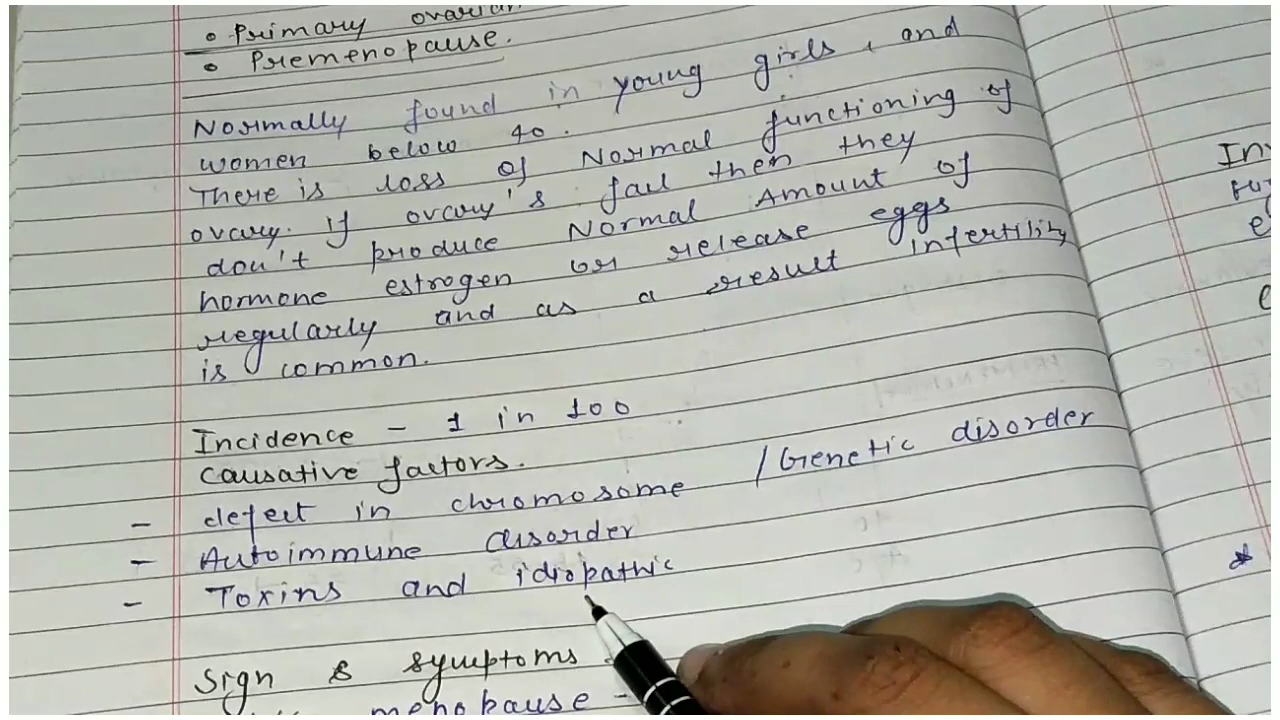 • Primary ovarian
• Premenopause.
Normally found in young girls, and
women below 40.
There is loss of Normal functioning of
ovary. if ovary's fail then they
don't produce Normal Amount of
hormone estrogen or release eggs
regularly and as a result infertility
is common.
Incidence - 1 in 100
Causative factors.
- defect in chromosome / Genetic disorder
- Autoimmune disorder
- Toxins and idiopathic
Sign & symptoms
menopause -